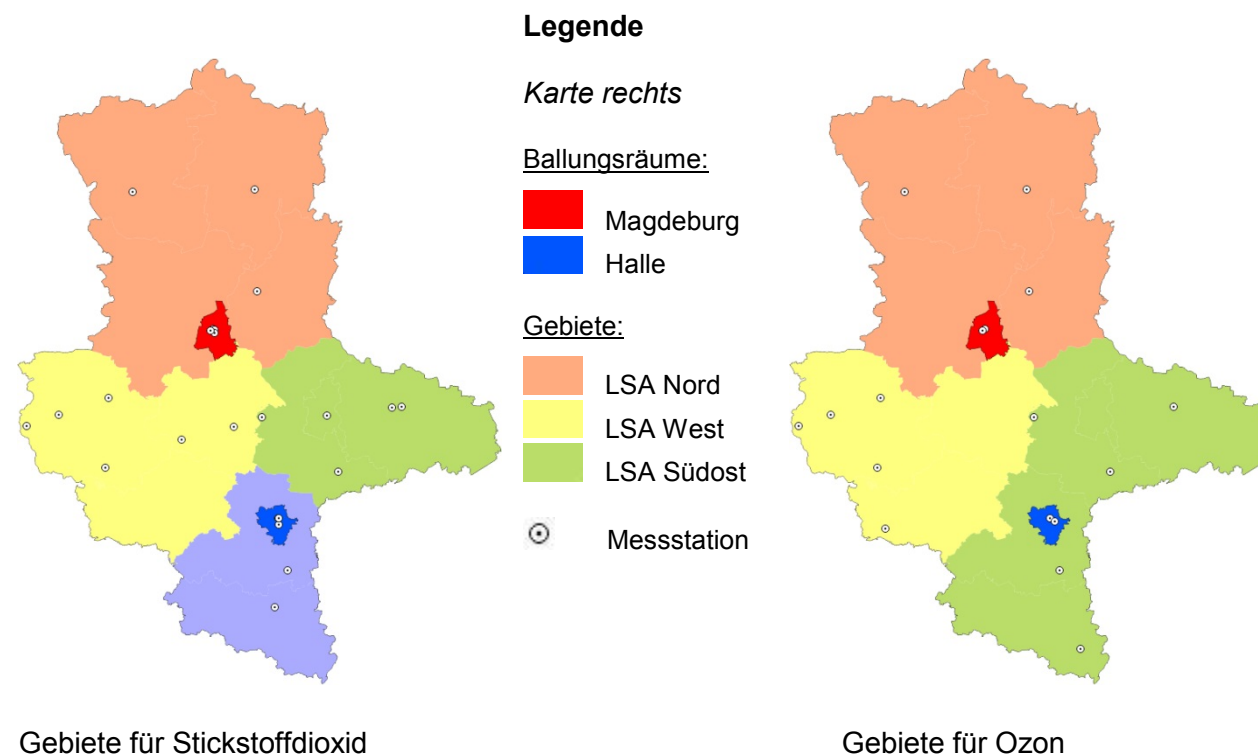 Legende
Karte rechts
Ballungsräume:
Magdeburg
Halle
Gebiete:
LSA Nord
LSA West
LSA Südost
Messstation
Gebiete für Stickstoffdioxid
Gebiete für Ozon